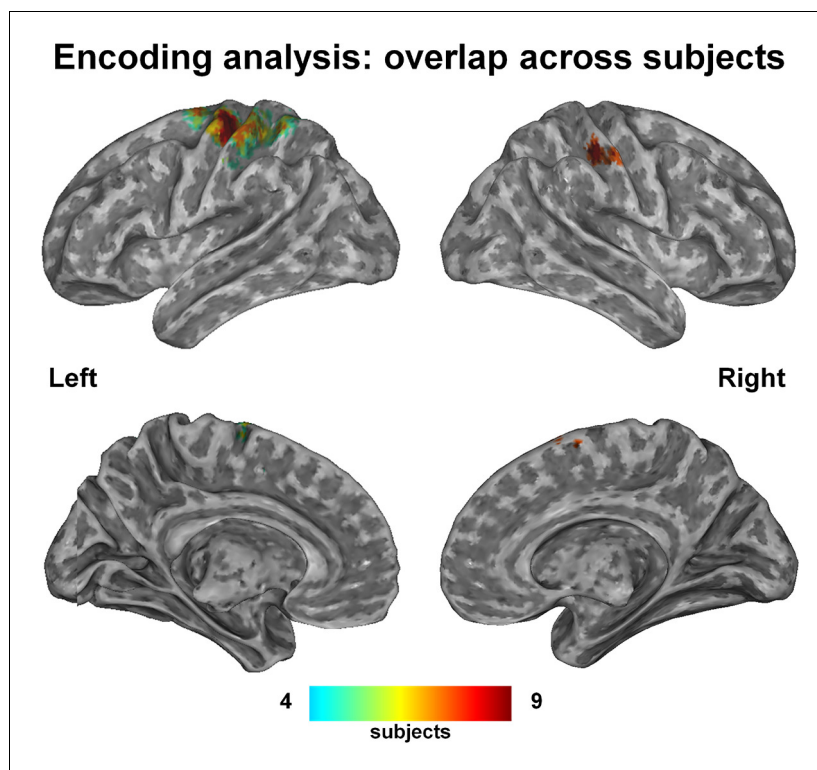 Encoding analysis: overlap across subjects
Left
Right
4
9
subjects